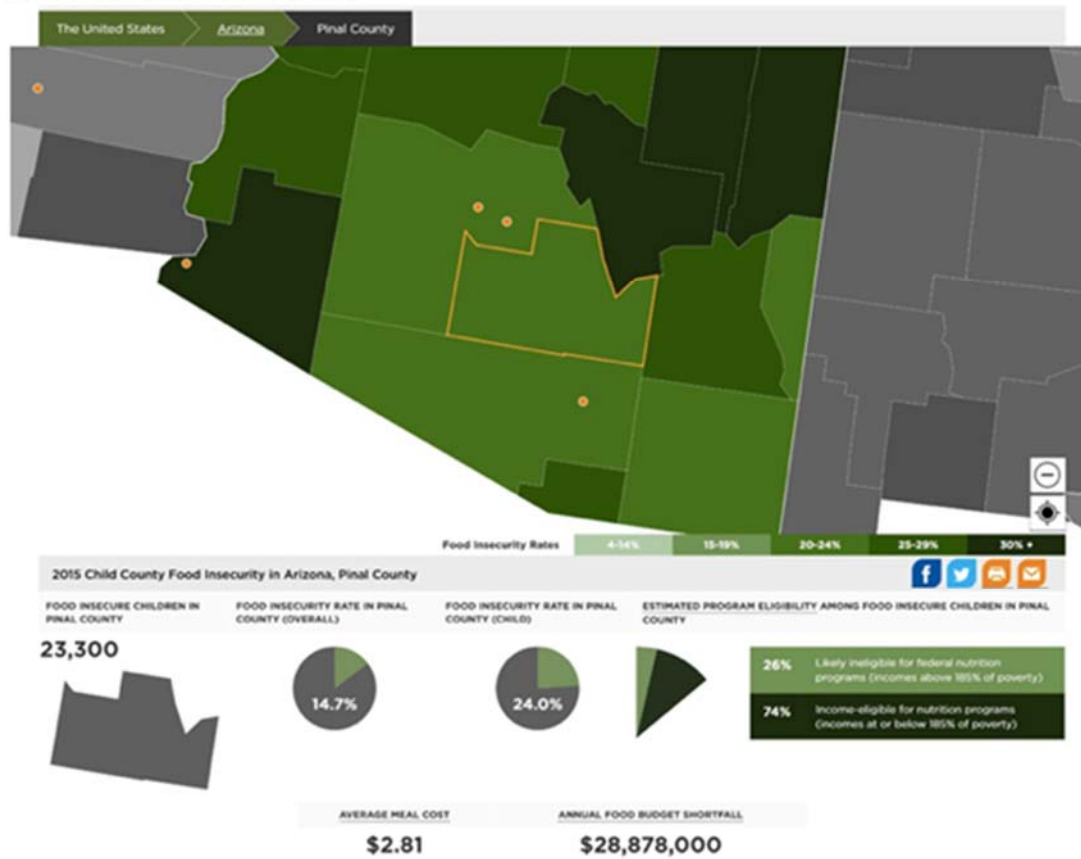 The United States
Arizona
Pinal County
Food Insecurity Rates
4-14%
15-19%
20-24%
25-29%
30% +
2015 Child County Food Insecurity in Arizona, Pinal County
FOOD INSECURE CHILDREN IN
PINAL COUNTY
23,300
FOOD INSECURITY RATE IN PINAL
COUNTY (OVERALL)
14.7%
FOOD INSECURITY RATE IN PINAL
COUNTY (CHILD)
24.0%
ESTIMATED PROGRAM ELIGIBILITY AMONG FOOD INSECURE CHILDREN IN PINAL
COUNTY
26%
Likely ineligible for federal nutrition
programs (incomes above 185% of poverty)
74%
Income-eligible for nutrition programs
(incomes at or below 185% of poverty)
AVERAGE MEAL COST
$2.81
ANNUAL FOOD BUDGET SHORTFALL
$28,878,000